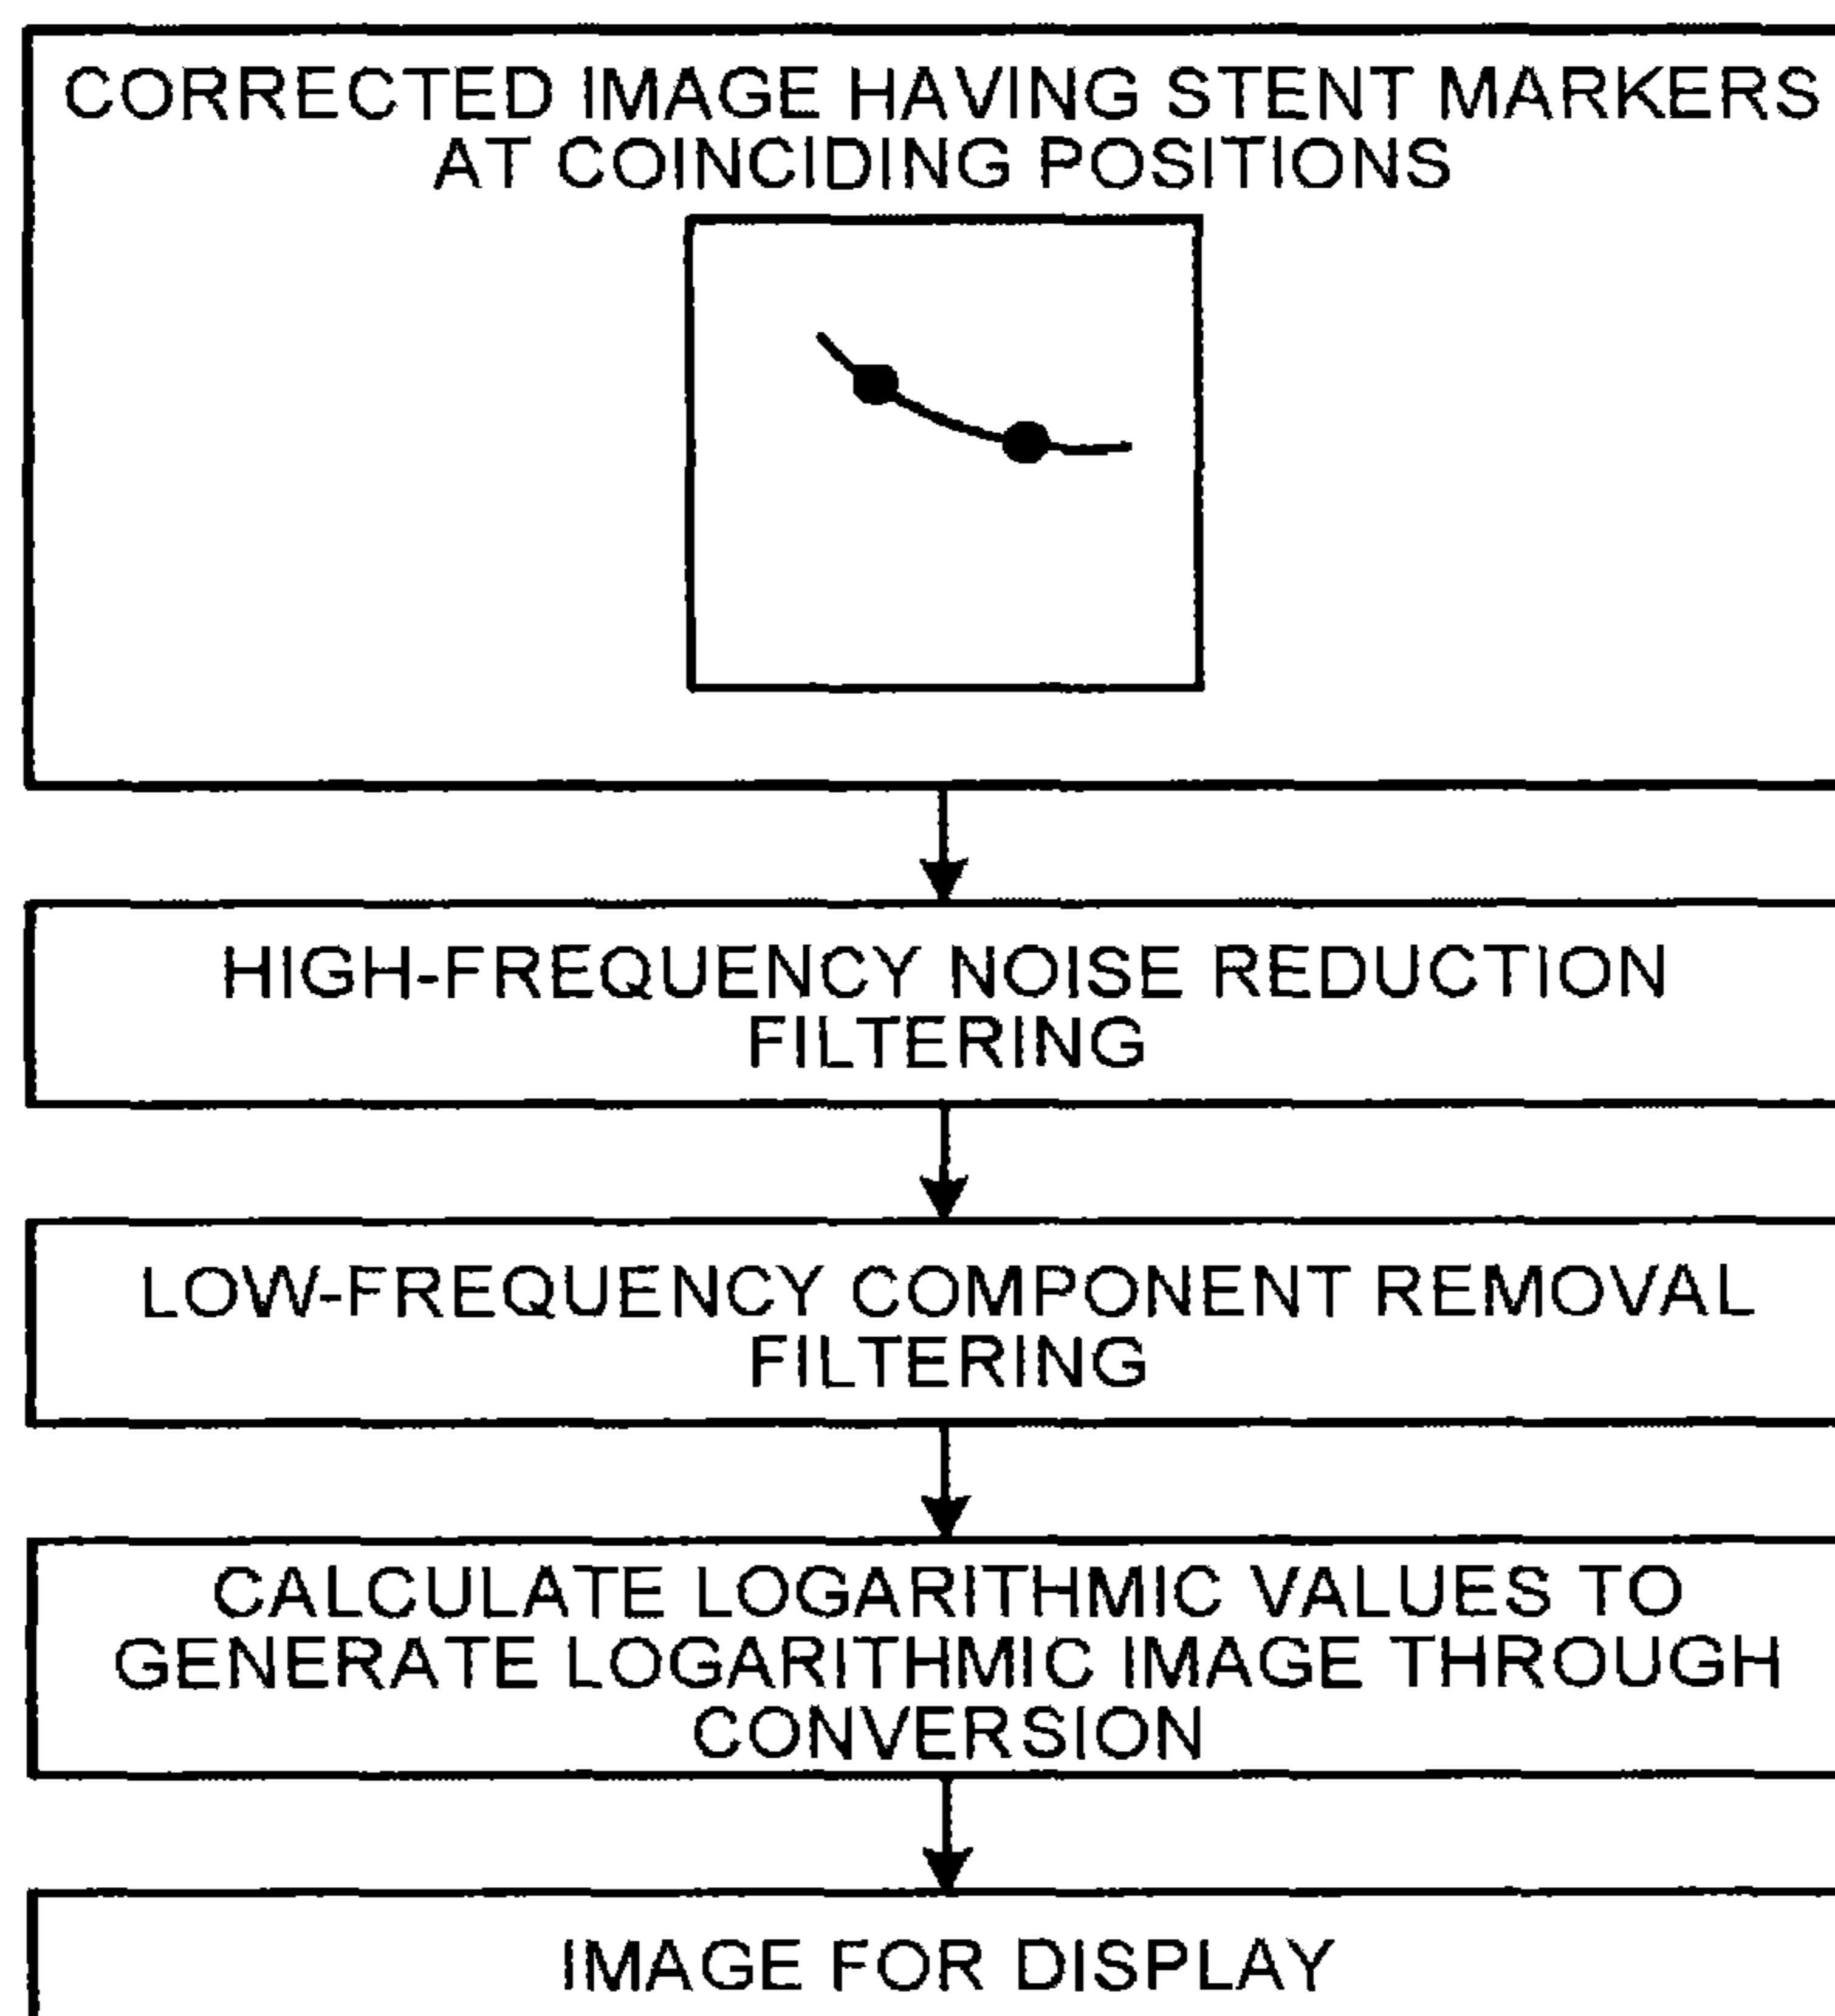 CORRECTED IMAGE HAVING STENT MARKERS
AT COINCIDING POSITIONS
HIGH-FREQUENCY NOISE REDUCTION
FILTERING
LOW-FREQUENCY COMPONENT REMOVAL
FILTERING
CALCULATE LOGARITHMIC VALUES TO
GENERATE LOGARITHMIC IMAGE THROUGH
CONVERSION
IMAGE FOR DISPLAY